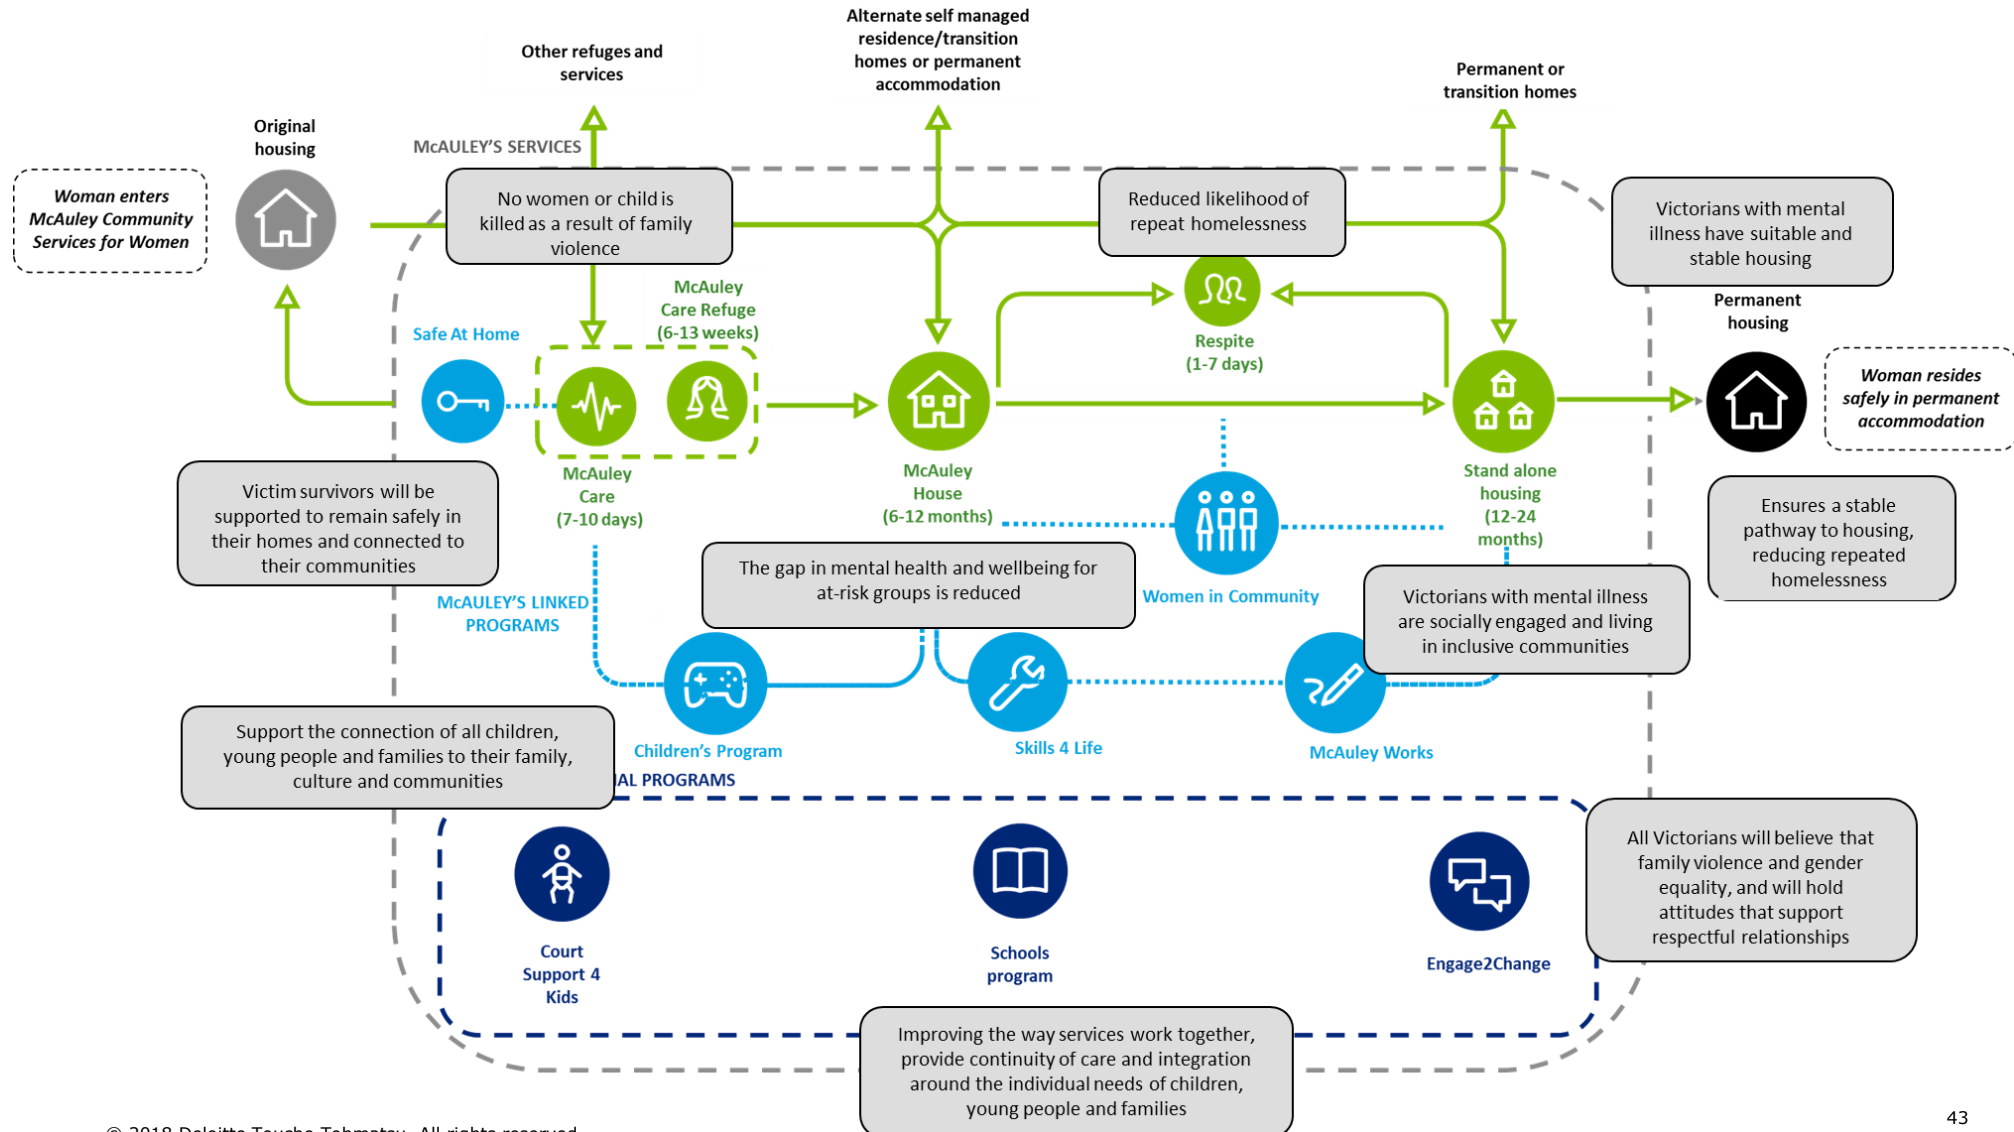 Alternate self managed
residence/transition
homes or permanent
accommodation
Other refuges and
services
Permanent or
transition homes
Original
housing
McAULEY'S SERVICES
Woman enters
McAuley Community
Services for Women
No women or child is
killed as a result of family
violence
Reduced likelihood of
repeat homelessness
Victorians with mental
illness have suitable and
stable housing
McAuley
Care Refuge
(6-13 weeks)
Safe At Home
Respite
(1-7 days)
Permanent
housing
Woman resides
safely in permanent
accommodation
McAuley
Care
(7-10 days)
McAuley
House
(6-12 months)
Stand alone
housing
(12-24
months)
Victim survivors will be
supported to remain safely in
their homes and connected to
their communities
Ensures a stable
pathway to housing,
reducing repeated
homelessness
The gap in mental health and wellbeing for
at-risk groups is reduced
McAULEY'S LINKED
PROGRAMS
Women in Community
Victorians with mental illness
are socially engaged and living
in inclusive communities
Support the connection of all children,
young people and families to their family,
culture and communities
Children's Program
Skills 4 Life
McAuley Works
PROGRAMS
Court
Support 4
Kids
Schools
program
Engage2Change
All Victorians will believe that
family violence and gender
equality, and will hold
attitudes that support
respectful relationships
Improving the way services work together,
provide continuity of care and integration
around the individual needs of children,
young people and families
© 2018 Deloitte Touche Tohmatsu. All rights reserved
43